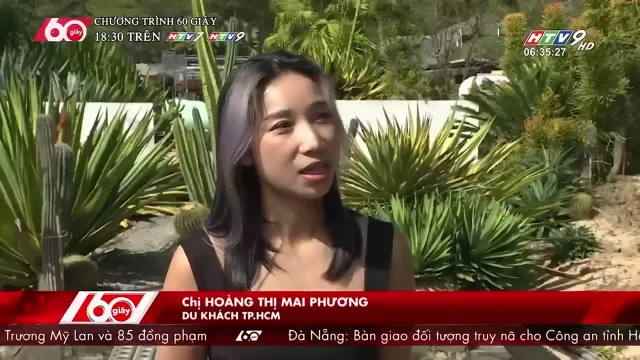 60 giây
CHƯƠNG TRÌNH 60 GIÂY
18:30 TRÊN HTV7 HTV9
HTV9 HD
06:35:27
60 giây
Chị HOÀNG THỊ MAI PHƯƠNG
DU KHÁCH TP.HCM
Trương Mỹ Lan và 85 đồng phạm 60 giây Đà Nẵng: Bàn giao đối tượng truy nã cho Công an tỉnh H